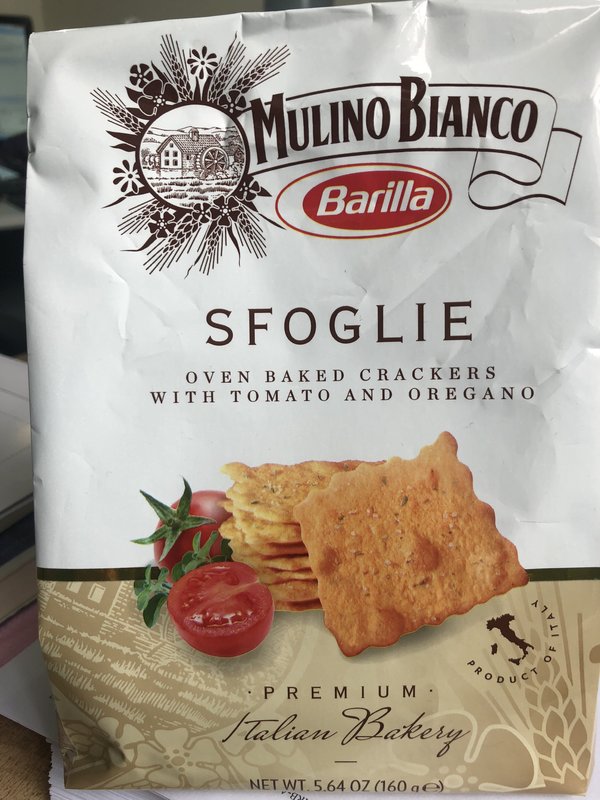 MULINO BIANCO
Barilla
SFOGLIE
OVEN BAKED CRACKERS
WITH TOMATO AND OREGANO
PRODUCT OF ITALY
· PREMIUM ·
Italian Bakery
NET WT. 5.64 OZ (160 g e)